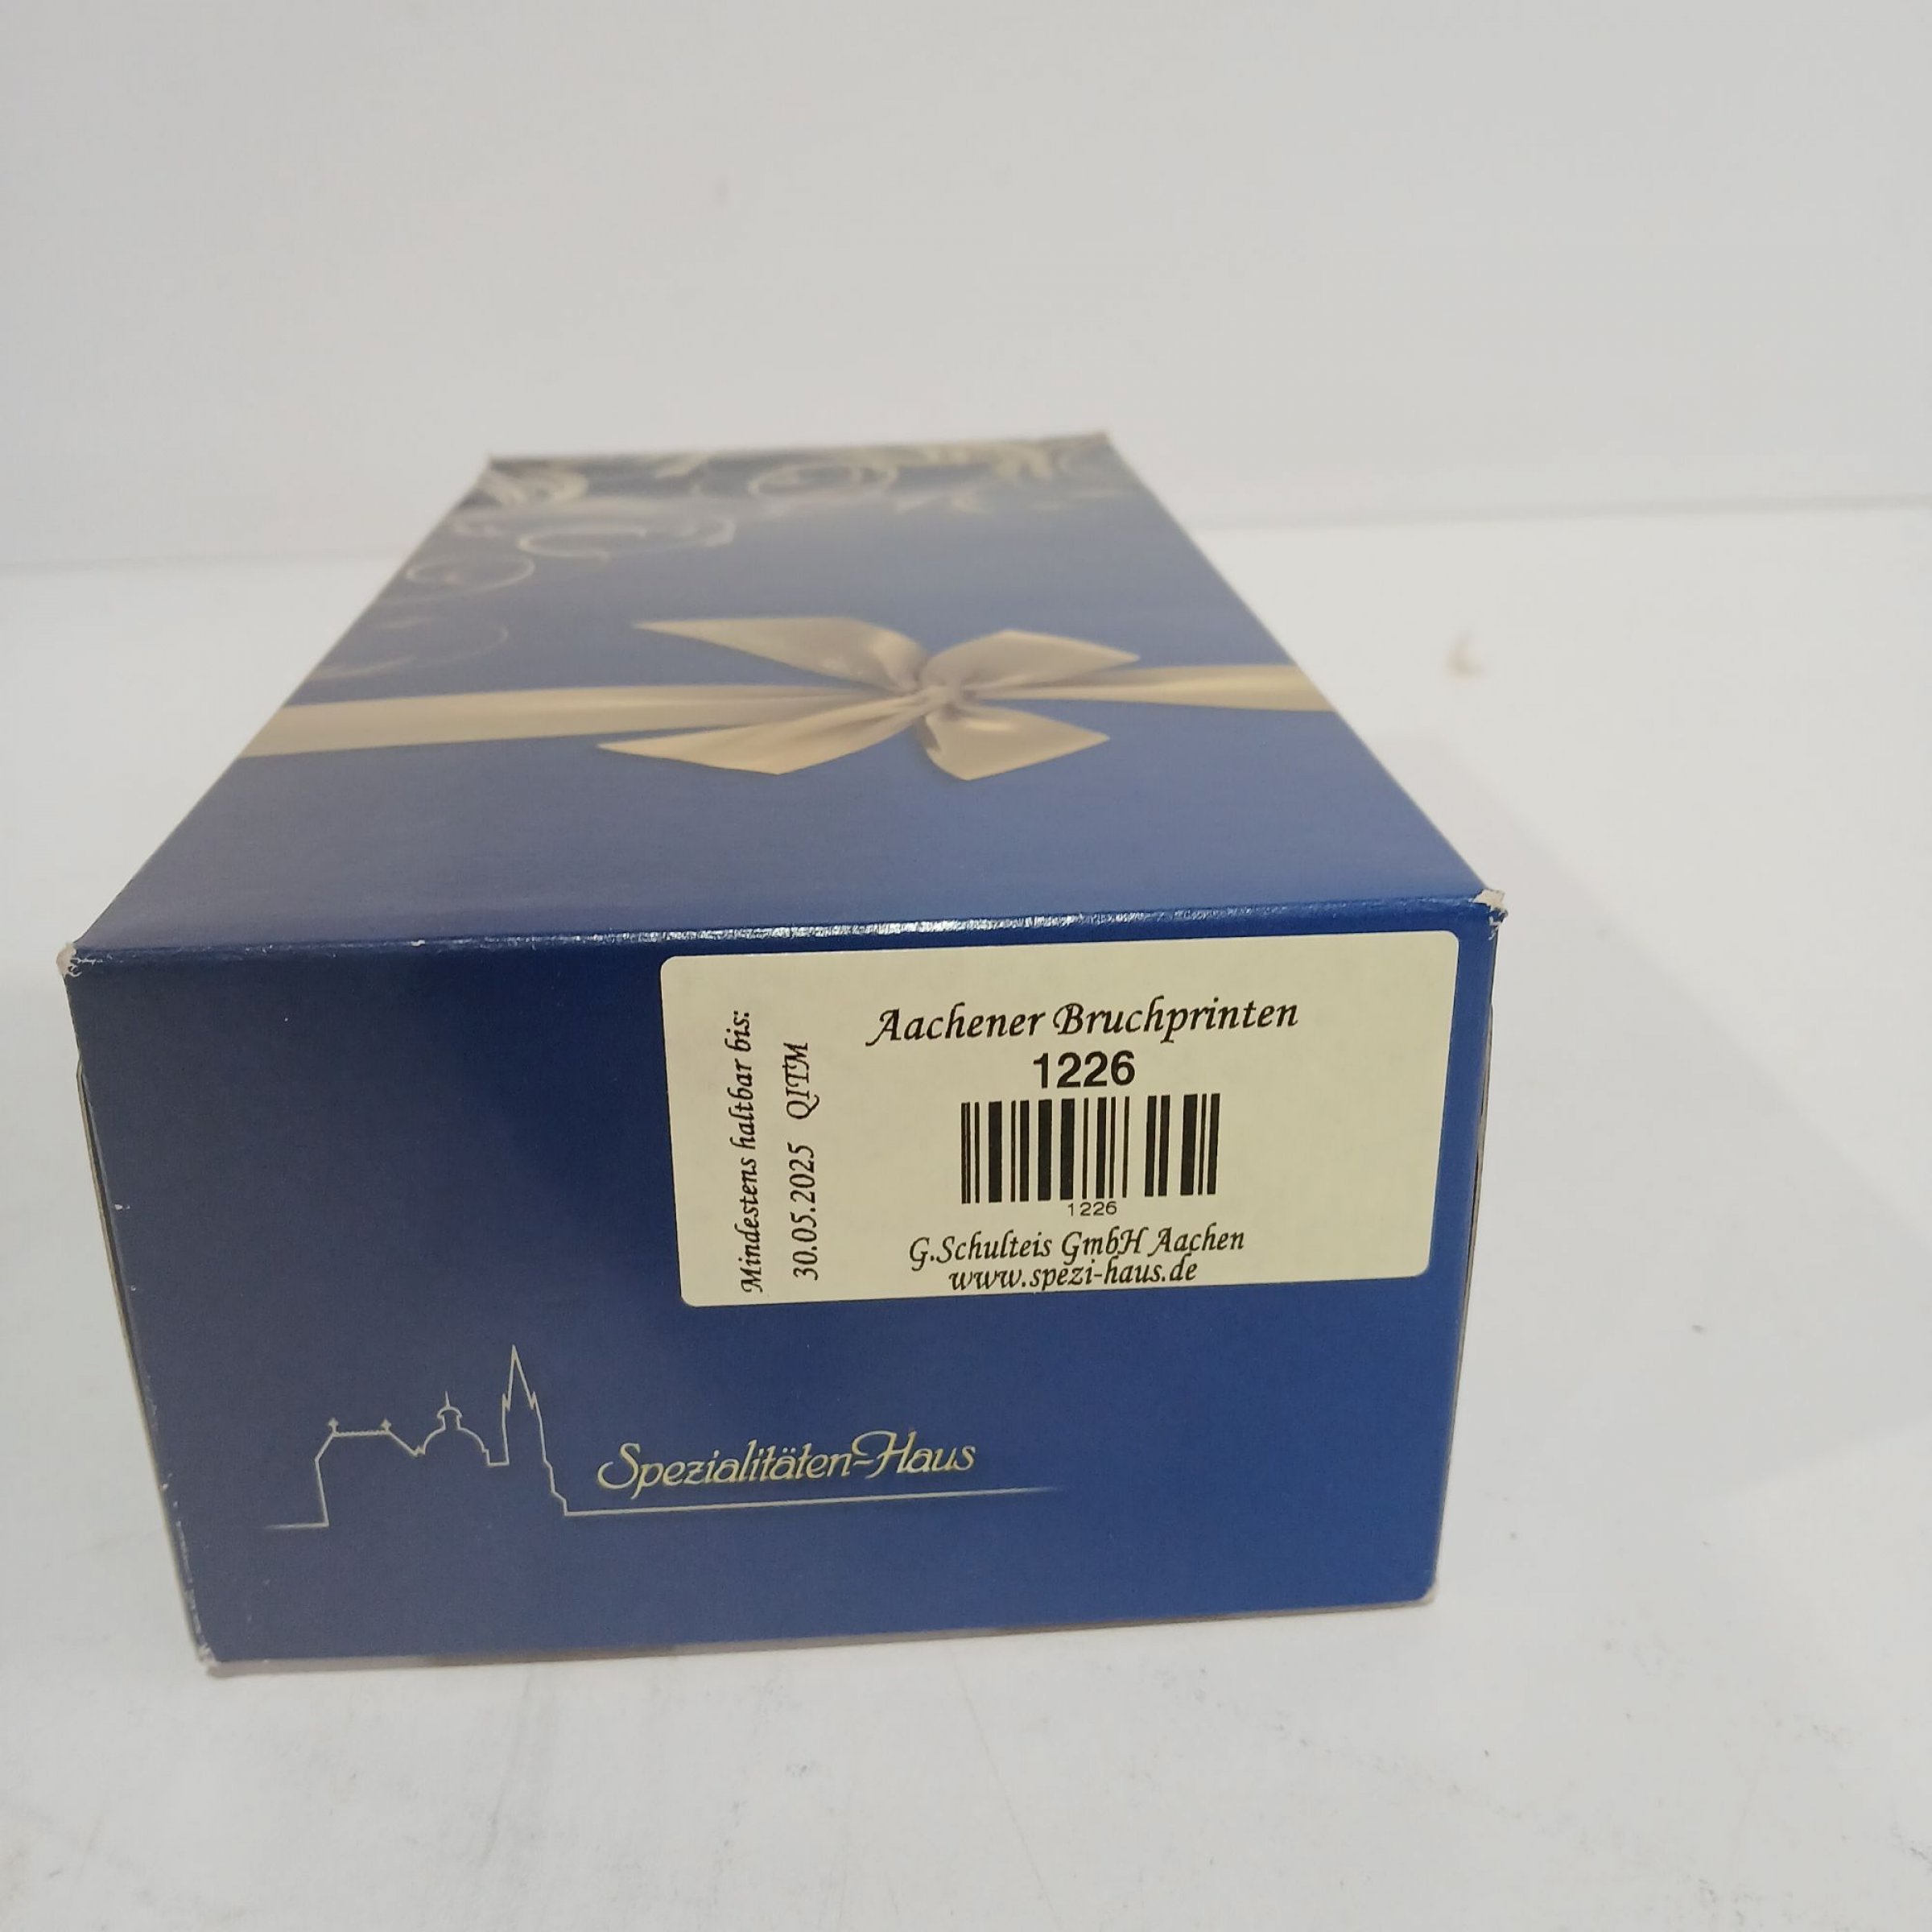 Mindestens haltbar bis:
30.05.2025 QITM
Aachener Bruchprinten
1226
1226
G.Schulteis GmbH Aachen
www.spezi-haus.de
Spezialitäten-Haus